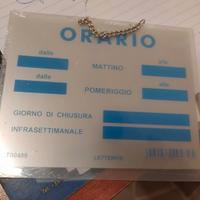 ORARIO
dalle alle
MATTINO
dalle alle
POMERIGGIO
GIORNO DI CHIUSURA
INFRASETTIMANALE